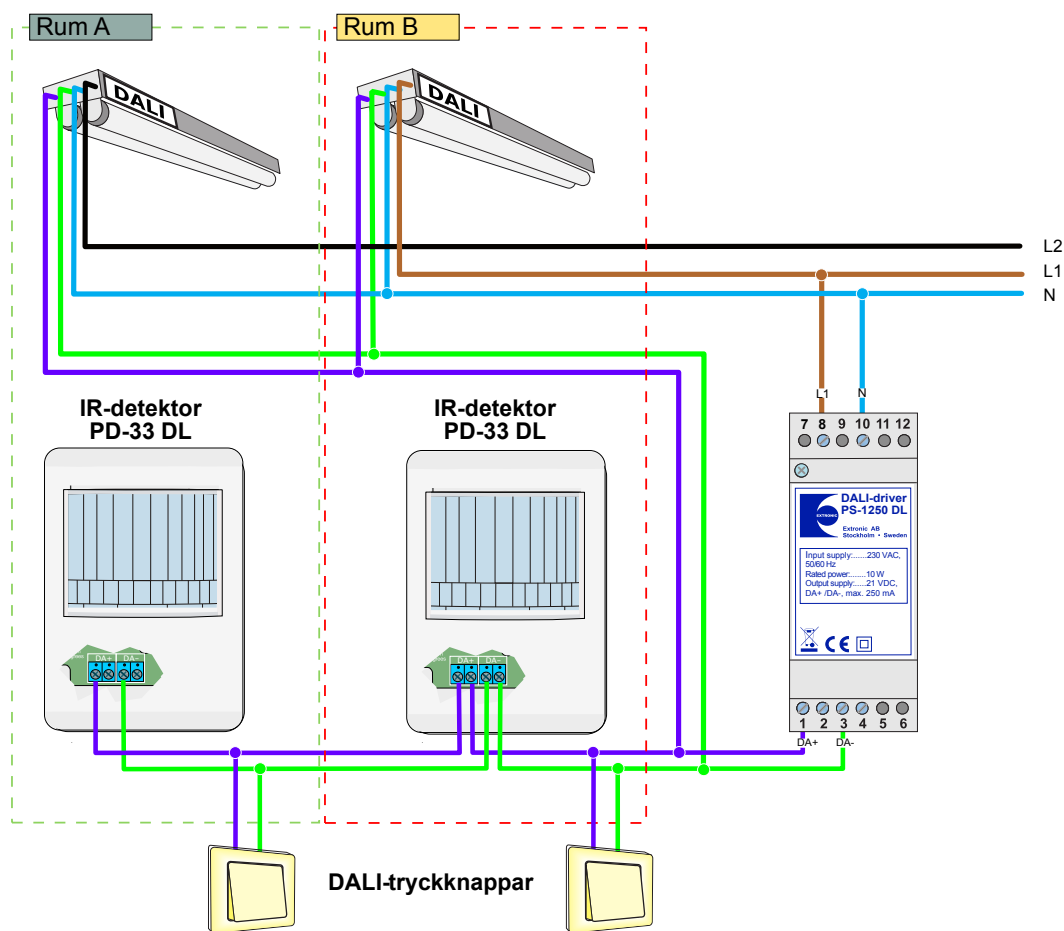 Rum A
Rum B
DALI
DALI
L2
L1
N
L1
N
IR-detektor
PD-33 DL
IR-detektor
PD-33 DL
7 8 9 10 11 12
DALI-driver
PS-1250 DL
EXTRONIC
Extronic AB
Stockholm • Sweden
Input supply:......230 VAC,
50/60 Hz
Rated power:........10 W
Output supply:.....21 VDC,
DA+ /DA-, max. 250 mA
CE
DA+ DA-
DA+ DA-
1 2 3 4 5 6
DA+ DA-
DALI-tryckknappar